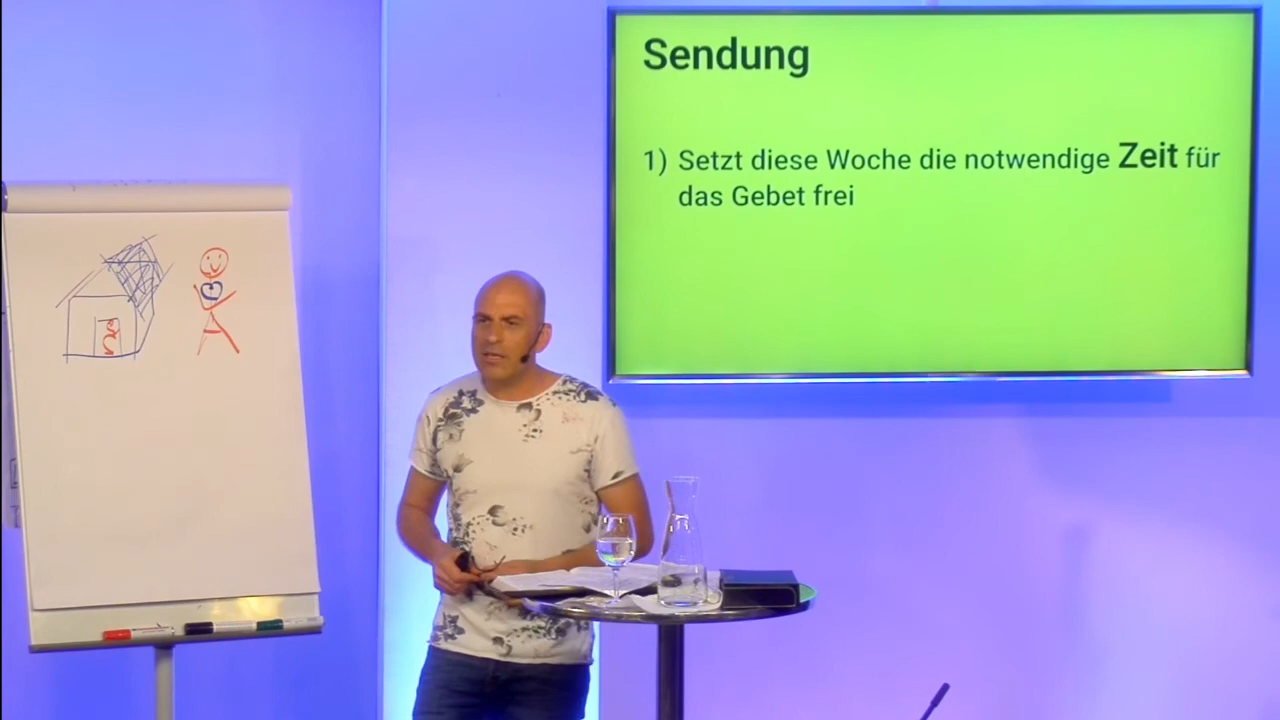 Sendung
1) Setzt diese Woche die notwendige Zeit für
das Gebet frei